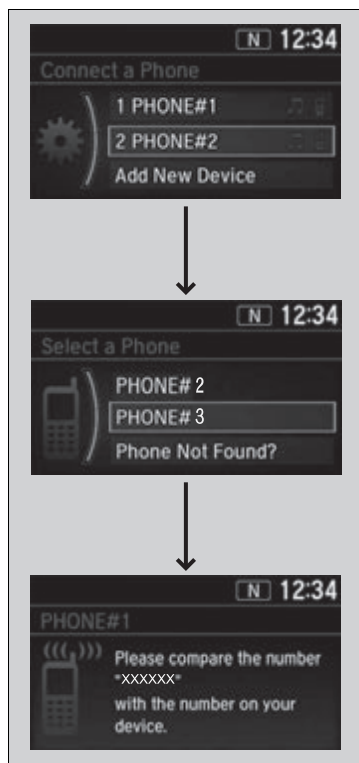 N 12:34
Connect a Phone
1 PHONE#1
2 PHONE#2
Add New Device
N 12:34
Select a Phone
PHONE# 2
PHONE# 3
Phone Not Found?
N 12:34
PHONE#1
Please compare the number
"XXXXXX"
with the number on your
device.